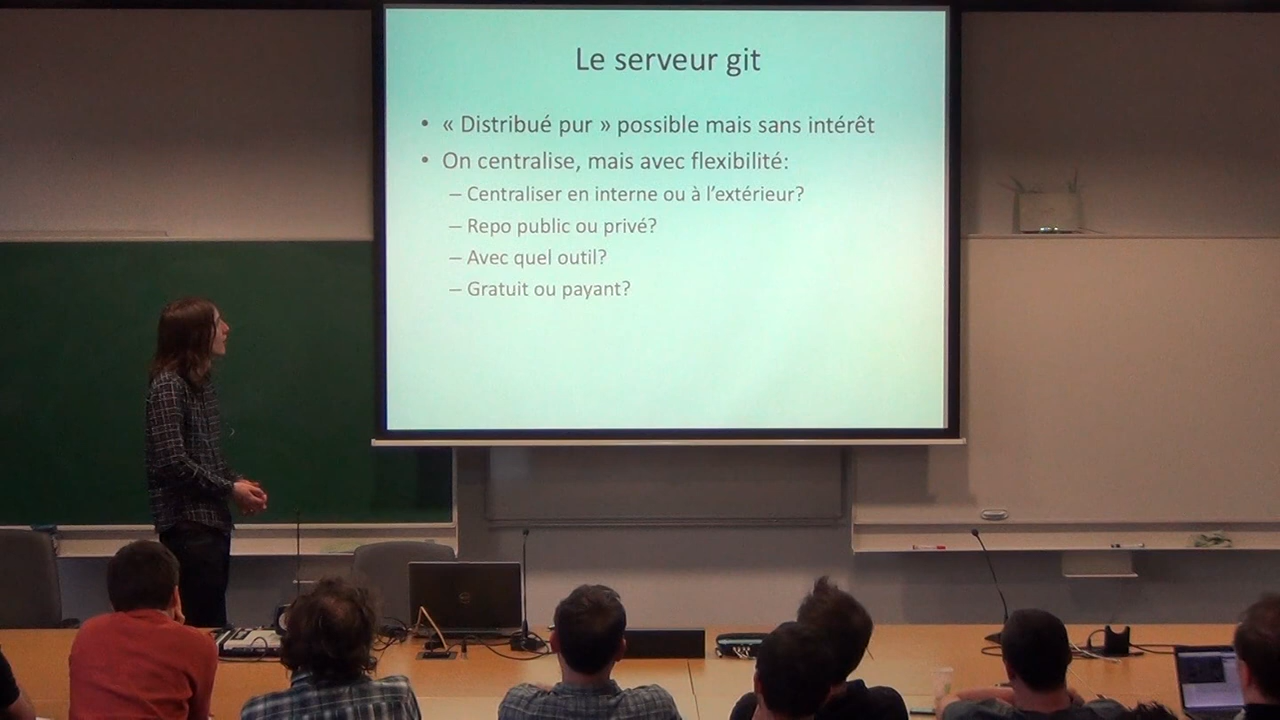 Le serveur git
• « Distribué pur » possible mais sans intérêt
• On centralise, mais avec flexibilité:
– Centraliser en interne ou à l’extérieur?
– Repo public ou privé?
– Avec quel outil?
– Gratuit ou payant?